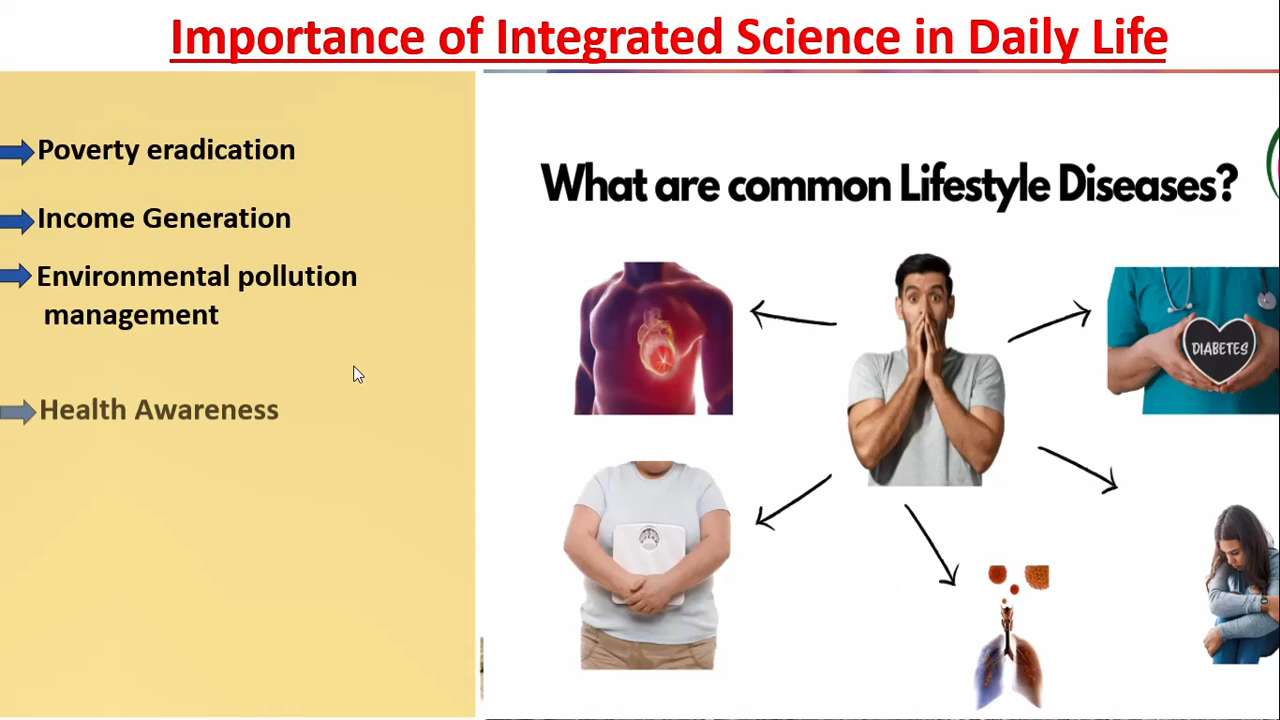 Importance of Integrated Science in Daily Life
Poverty eradication
Income Generation
Environmental pollution
management
Health Awareness
What are common Lifestyle Diseases?
DIABETES